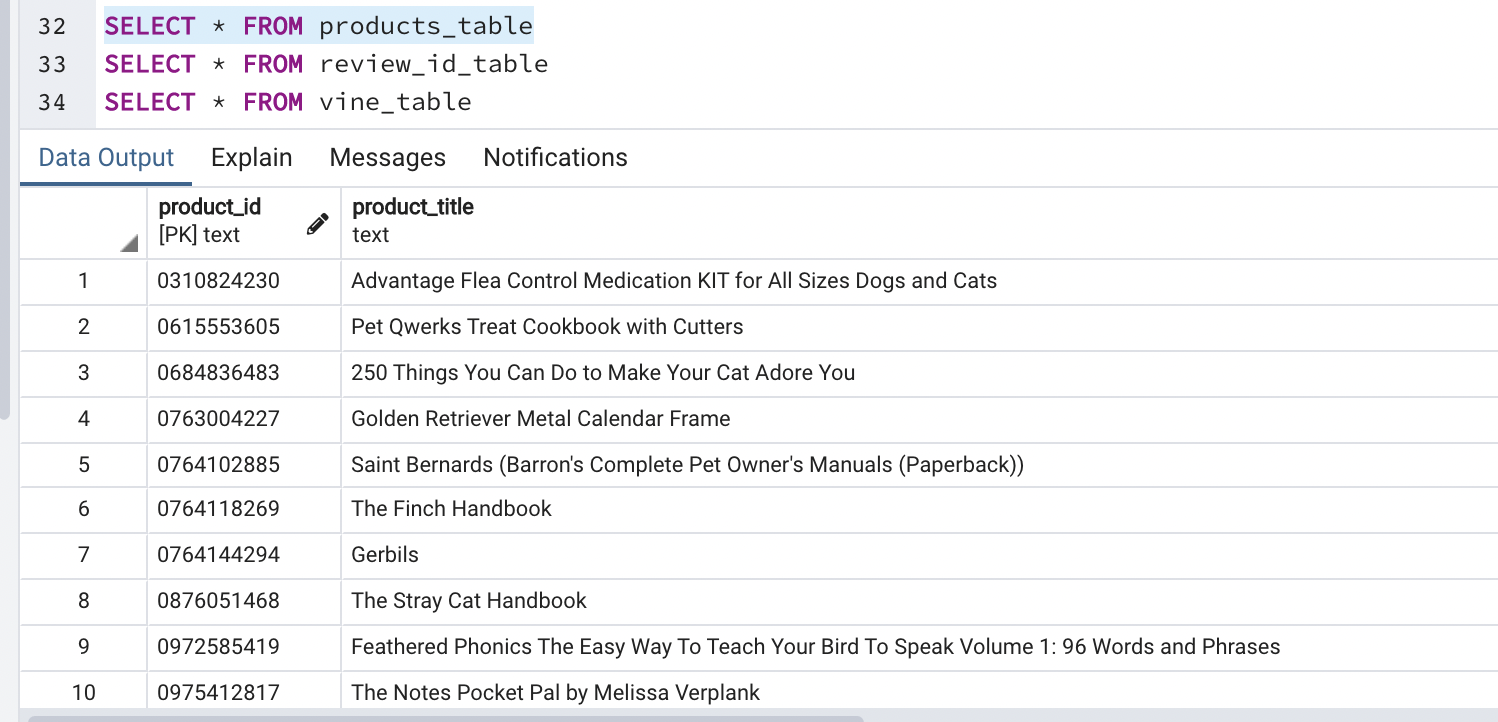 32 SELECT * FROM products_table
33 SELECT * FROM review_id_table
34 SELECT * FROM vine_table
Data Output Explain Messages Notifications
product_id product_title
[PK] text text
1 0310824230 Advantage Flea Control Medication KIT for All Sizes Dogs and Cats
2 0615553605 Pet Qwerks Treat Cookbook with Cutters
3 0684836483 250 Things You Can Do to Make Your Cat Adore You
4 0763004227 Golden Retriever Metal Calendar Frame
5 0764102885 Saint Bernards (Barron's Complete Pet Owner's Manuals (Paperback))
6 0764118269 The Finch Handbook
7 0764144294 Gerbils
8 0876051468 The Stray Cat Handbook
9 0972585419 Feathered Phonics The Easy Way To Teach Your Bird To Speak Volume 1: 96 Words and Phrases
10 0975412817 The Notes Pocket Pal by Melissa Verplank